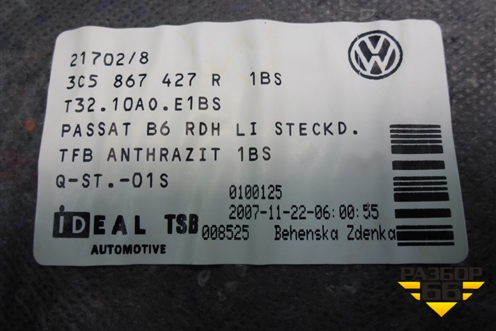 21702/8
3C5 867 427 R 1BS
T32.10A0.E1BS
PASSAT B6 RDH LI STECKD.
TFB ANTHRAZIT 1BS
Q-ST.-01S
0100125
2007-11-22-06:00:55
008525 Behenska Zdenka
iDEAL TSB
AUTOMOTIVE
РАЗБОР
66